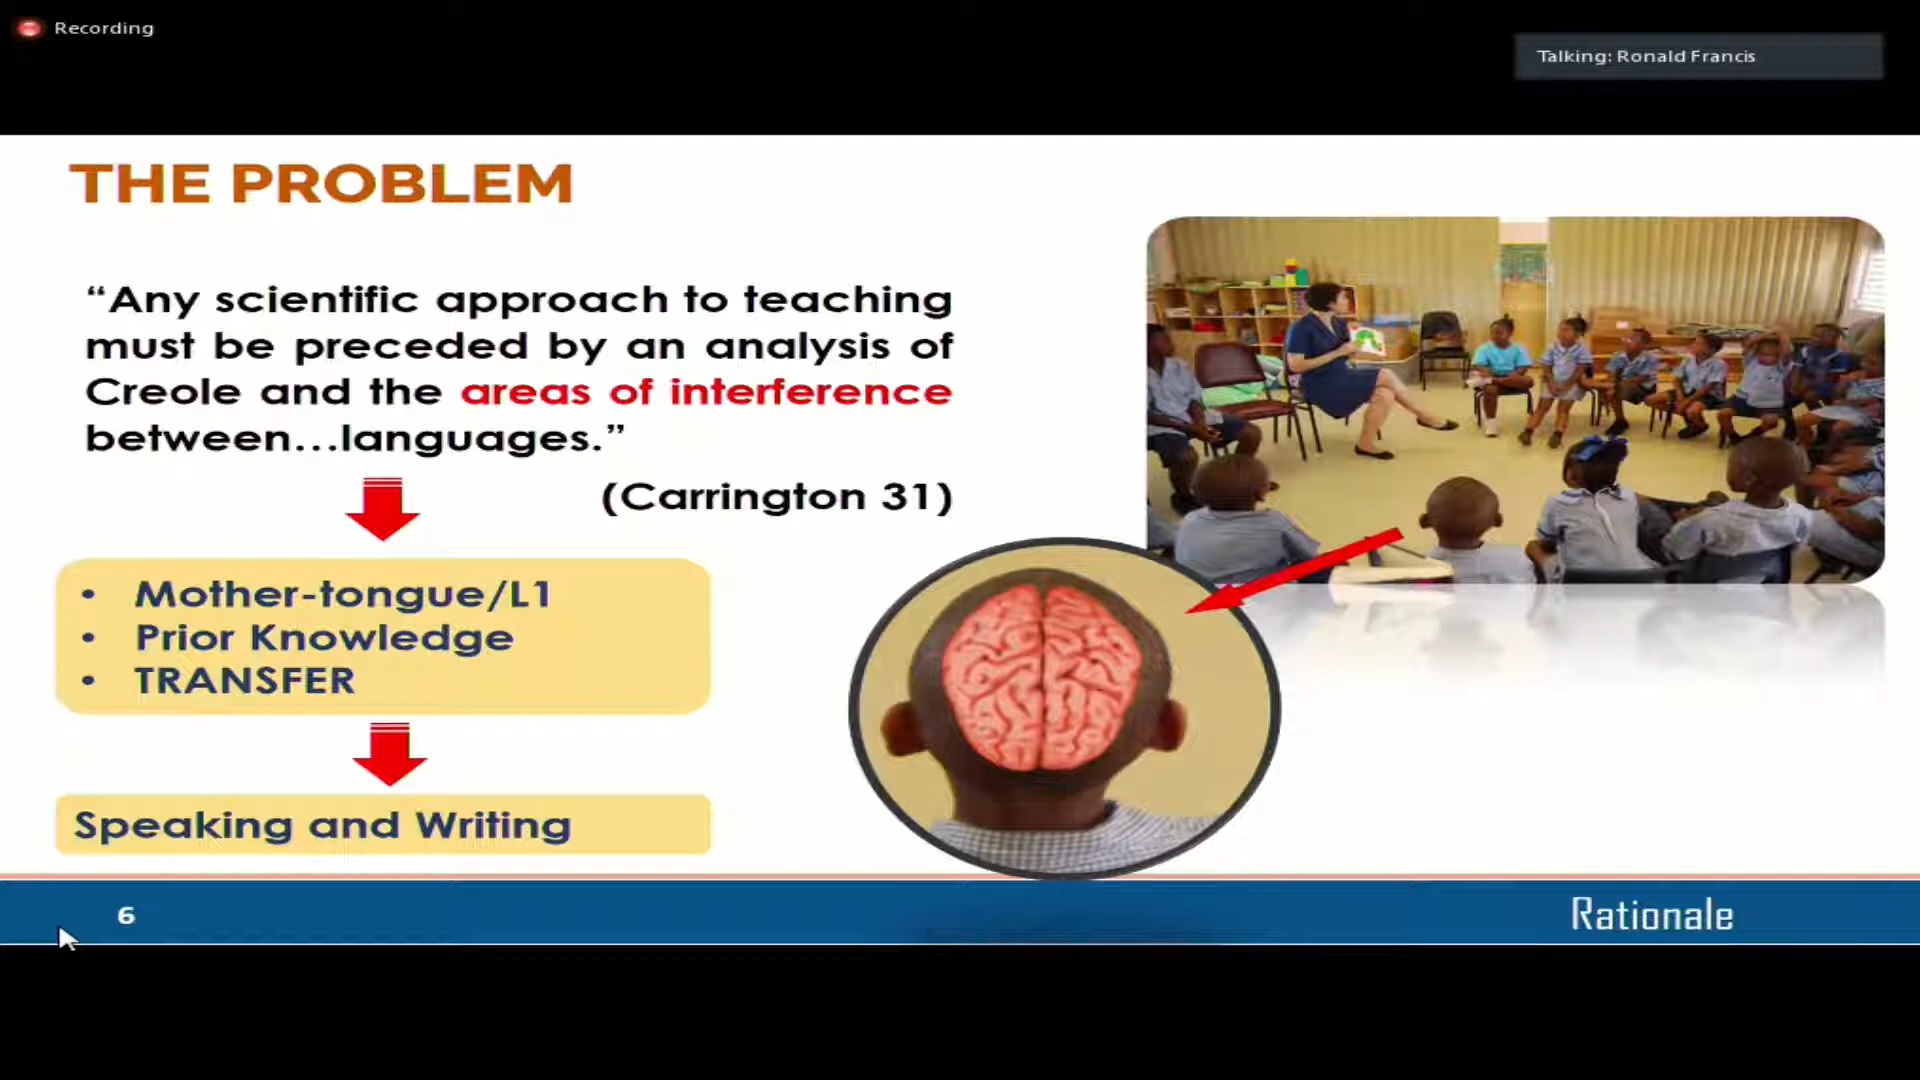 Recording
Talking: Ronald Francis
THE PROBLEM
“Any scientific approach to teaching
must be preceded by an analysis of
Creole and the areas of interference
between...languages.”
(Carrington 31)
• Mother-tongue/L1
• Prior Knowledge
• TRANSFER
Speaking and Writing
6
Rationale